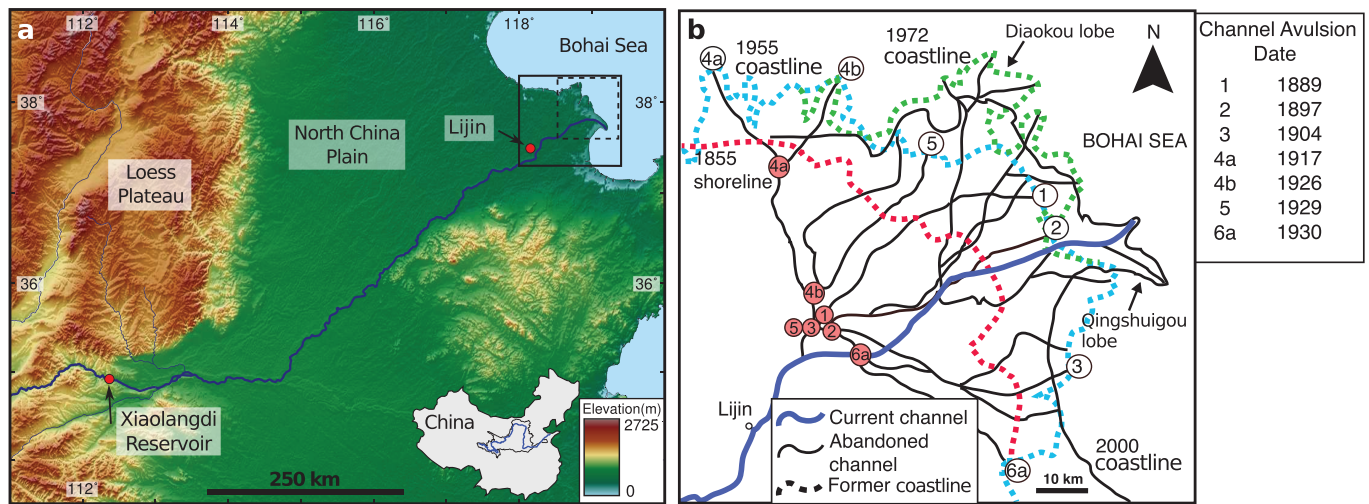 a
112˚
114˚
116˚
118˚
Bohai Sea
38˚
38˚
Lijin
North China
Plain
Loess
Plateau
36˚
36˚
Xiaolangdi
Reservoir
China
Elevation(m)
2725
0
250 km
112˚
b
4a
1955
coastline
4b
1972
coastline
Diaokou lobe
N
BOHAI SEA
5
1855
shoreline
4a
1
2
4b
1
5
3
2
6a
Qingshuigou
lobe
3
Lijin
Current channel
Abandoned
channel
Former coastline
6a
2000
coastline
10 km
Channel Avulsion
Date
1 1889
2 1897
3 1904
4a 1917
4b 1926
5 1929
6a 1930